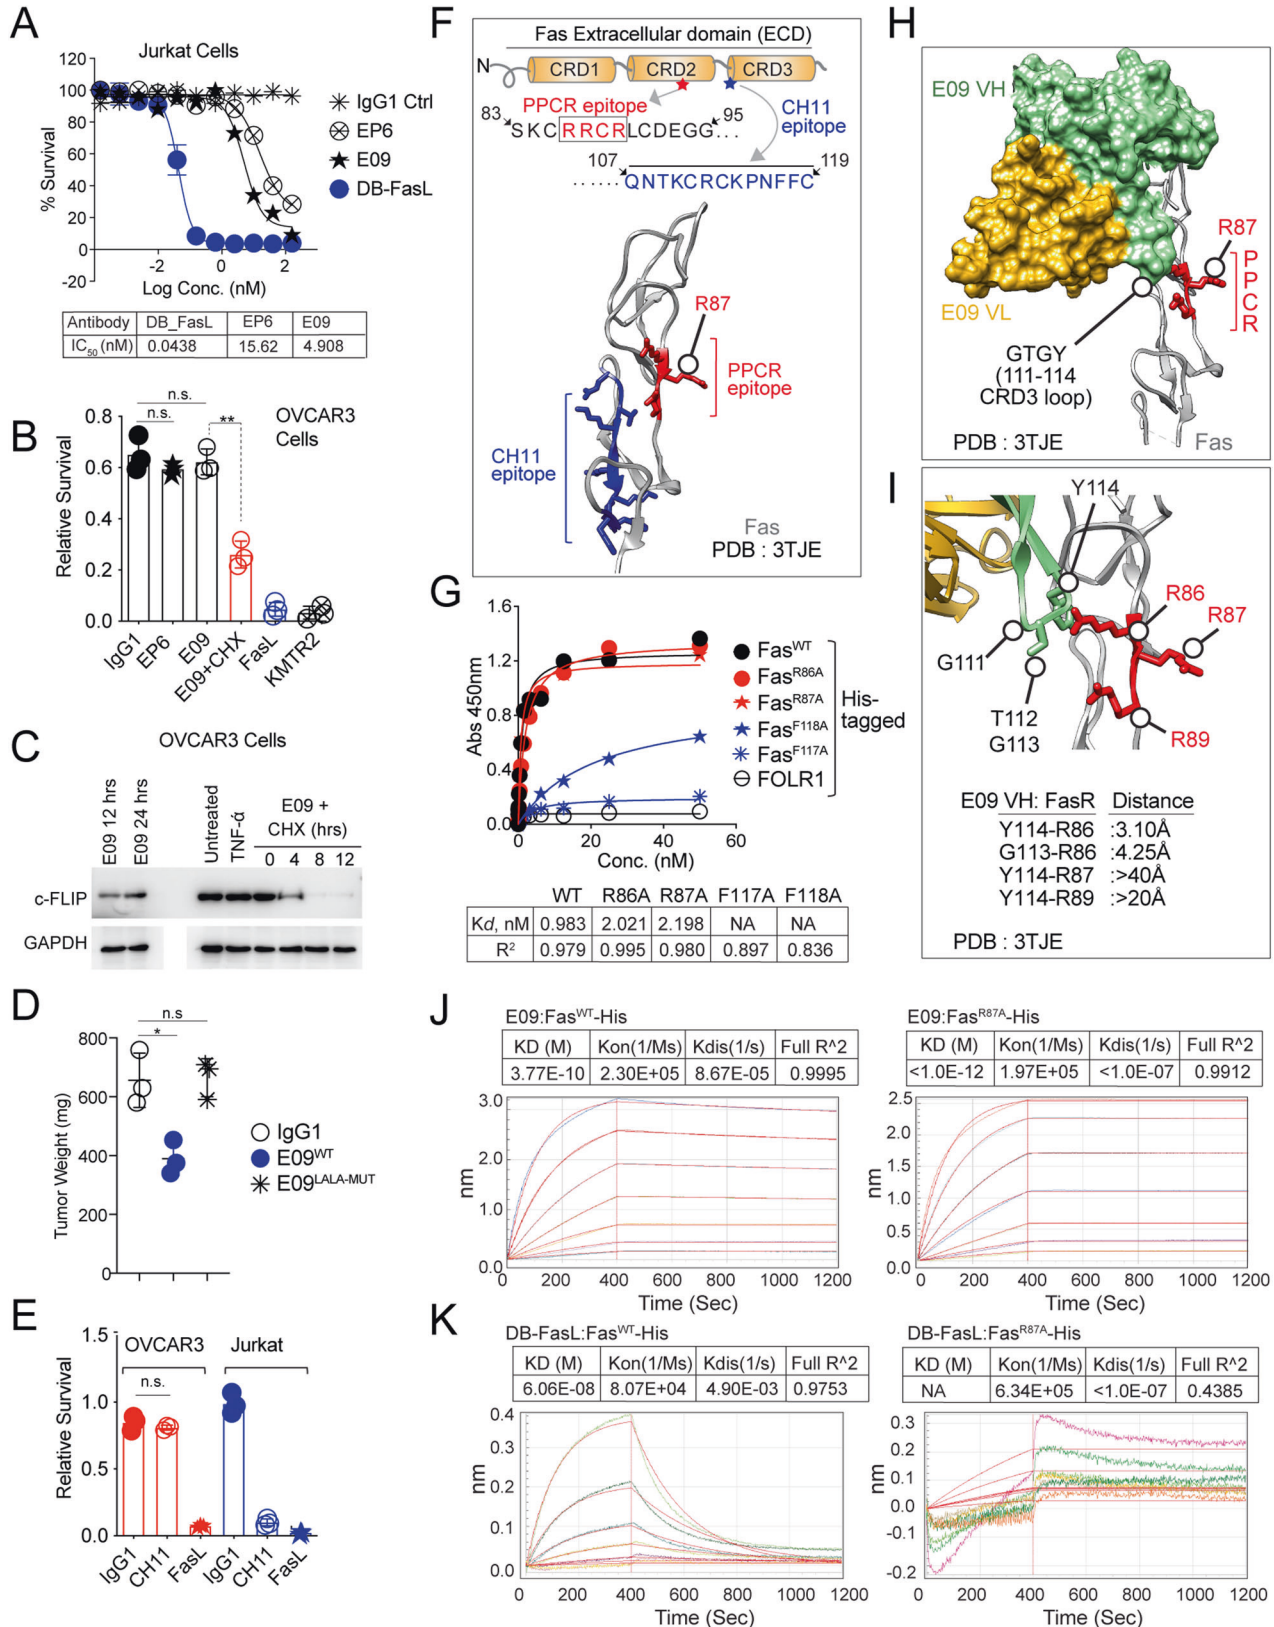 A
Jurkat Cells
120
100
80
60
40
20
0
-20
% Survival
-2 0 2
Log Conc. (nM)
IgG1 Ctrl
EP6
E09
DB-FasL
Antibody DB_FasL EP6 E09
IC50 (nM) 0.0438 15.62 4.908
B
OVCAR3
Cells
n.s.
n.s.
**
0.8
0.6
0.4
0.2
0.0
Relative Survival
IgG1 EP6 E09 E09+CHX FasL KMTR2
C
OVCAR3 Cells
E09 12 hrs
E09 24 hrs
Untreated
TNF-ά
E09 +
CHX (hrs)
0 4 8 12
c-FLIP
GAPDH
D
n.s
*
800
600
400
200
0
Tumor Weight (mg)
IgG1
E09WT
E09LALA-MUT
E
OVCAR3 Jurkat
n.s.
1.5
1.0
0.5
0.0
Relative Survival
IgG1 CH11 FasL IgG1 CH11 FasL
F
Fas Extracellular domain (ECD)
N CRD1 CRD2 CRD3
PPCR epitope
CH11
epitope
83 SKCRRCRLCDEGG... 95
107 119
......QNTKCRCKPNFFC
R87
PPCR
epitope
CH11
epitope
Fas
PDB : 3TJE
G
1.6
1.2
0.8
0.4
0.0
Abs 450nm
0 20 40 60
Conc. (nM)
FasWT
FasR86A
FasR87A
FasF118A
FasF117A
FOLR1
His-
tagged
WT R86A R87A F117A F118A
Kd, nM 0.983 2.021 2.198 NA NA
R2 0.979 0.995 0.980 0.897 0.836
H
E09 VH
E09 VL
R87
P
P
C
R
GTGY
(111-114
CRD3 loop)
PDB : 3TJE
Fas
I
Y114
R86
R87
G111
T112
G113
R89
E09 VH: FasR Distance
Y114-R86 :3.10Å
G113-R86 :4.25Å
Y114-R87 :>40Å
Y114-R89 :>20Å
PDB : 3TJE
J
E09:FasWT-His
KD (M) Kon(1/Ms) Kdis(1/s) Full R^2
3.77E-10 2.30E+05 8.67E-05 0.9995
3.0
2.0
1.0
0.0
nm
0 200 400 600 800 1000 1200
Time (Sec)
E09:FasR87A-His
KD (M) Kon(1/Ms) Kdis(1/s) Full R^2
<1.0E-12 1.97E+05 <1.0E-07 0.9912
2.5
2.0
1.5
1.0
0.5
0.0
nm
0 200 400 600 800 1000 1200
Time (Sec)
K
DB-FasL:FasWT-His
KD (M) Kon(1/Ms) Kdis(1/s) Full R^2
6.06E-08 8.07E+04 4.90E-03 0.9753
0.4
0.3
0.2
0.1
0.0
nm
0 200 400 600 800 1000 1200
Time (Sec)
DB-FasL:FasR87A-His
KD (M) Kon(1/Ms) Kdis(1/s) Full R^2
NA 6.34E+05 <1.0E-07 0.4385
0.3
0.2
0.1
0.0
-0.1
-0.2
nm
0 200 400 600 800 1000 1200
Time (Sec)